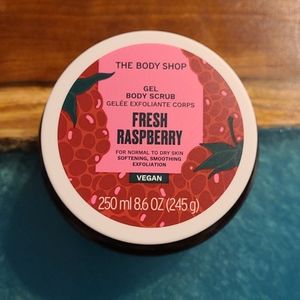 THE BODY SHOP
GEL
BODY SCRUB
GELÉE EXFOLIANTE CORPS
FRESH
RASPBERRY
FOR NORMAL TO DRY SKIN
SOFTENING, SMOOTHING
EXFOLIATION
VEGAN
250 ml 8.6 OZ (245 g)